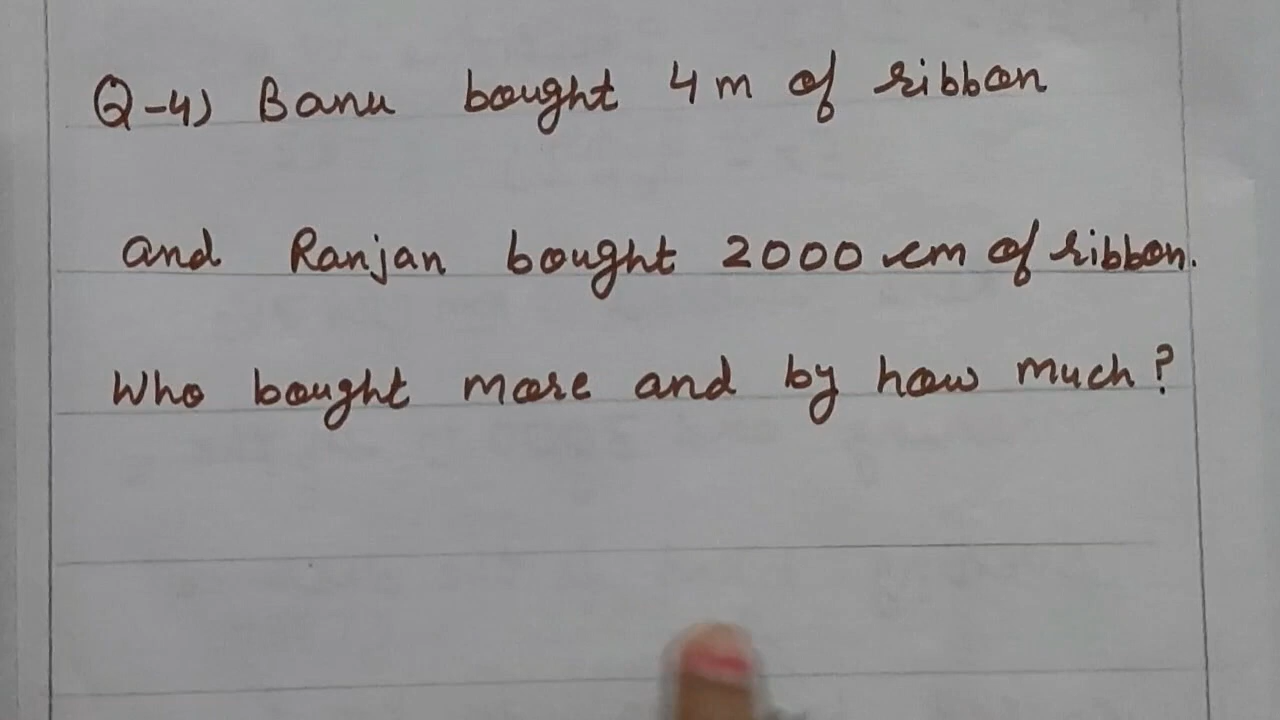 Q-4) Banu bought 4 m of ribbon
and Ranjan bought 2000 cm of ribbon.
Who bought more and by how much?